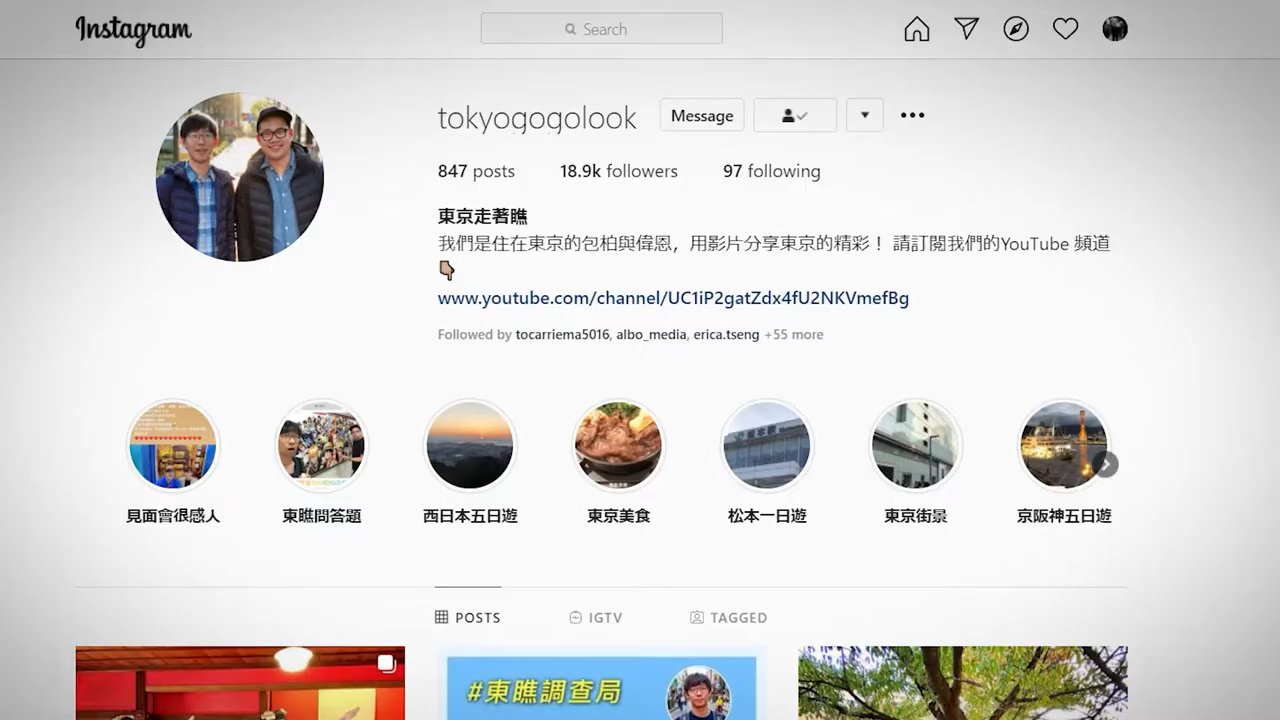 Instagram
Search
tokyogogolook
Message
847 posts
18.9k followers
97 following
東京走著瞧
我們是住在東京的包柏與偉恩，用影片分享東京的精彩！ 請訂閱我們的YouTube 頻道
www.youtube.com/channel/UC1iP2gatZdx4fU2NKVmefBg
Followed by tocarriema5016, albo_media, erica.tseng +55 more
見面會很感人
東瞧問答題
西日本五日遊
東京美食
松本一日遊
東京街景
京阪神五日遊
POSTS
IGTV
TAGGED
#東瞧調查局